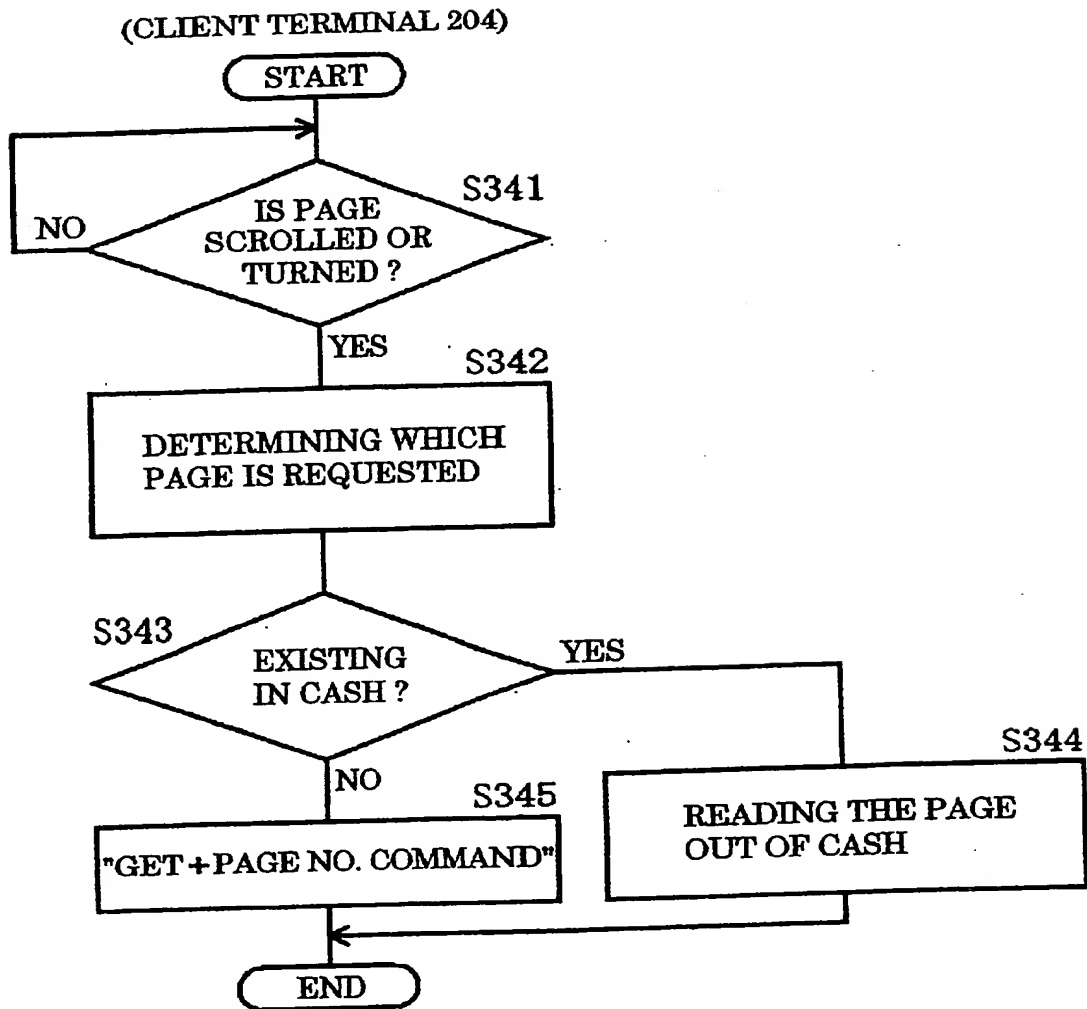 (CLIENT TERMINAL 204)
START
S341
IS PAGE
SCROLLED OR
TURNED ?
NO
YES
S342
DETERMINING WHICH
PAGE IS REQUESTED
S343
EXISTING
IN CASH ?
YES
NO
S344
READING THE PAGE
OUT OF CASH
S345
"GET +PAGE NO. COMMAND"
END